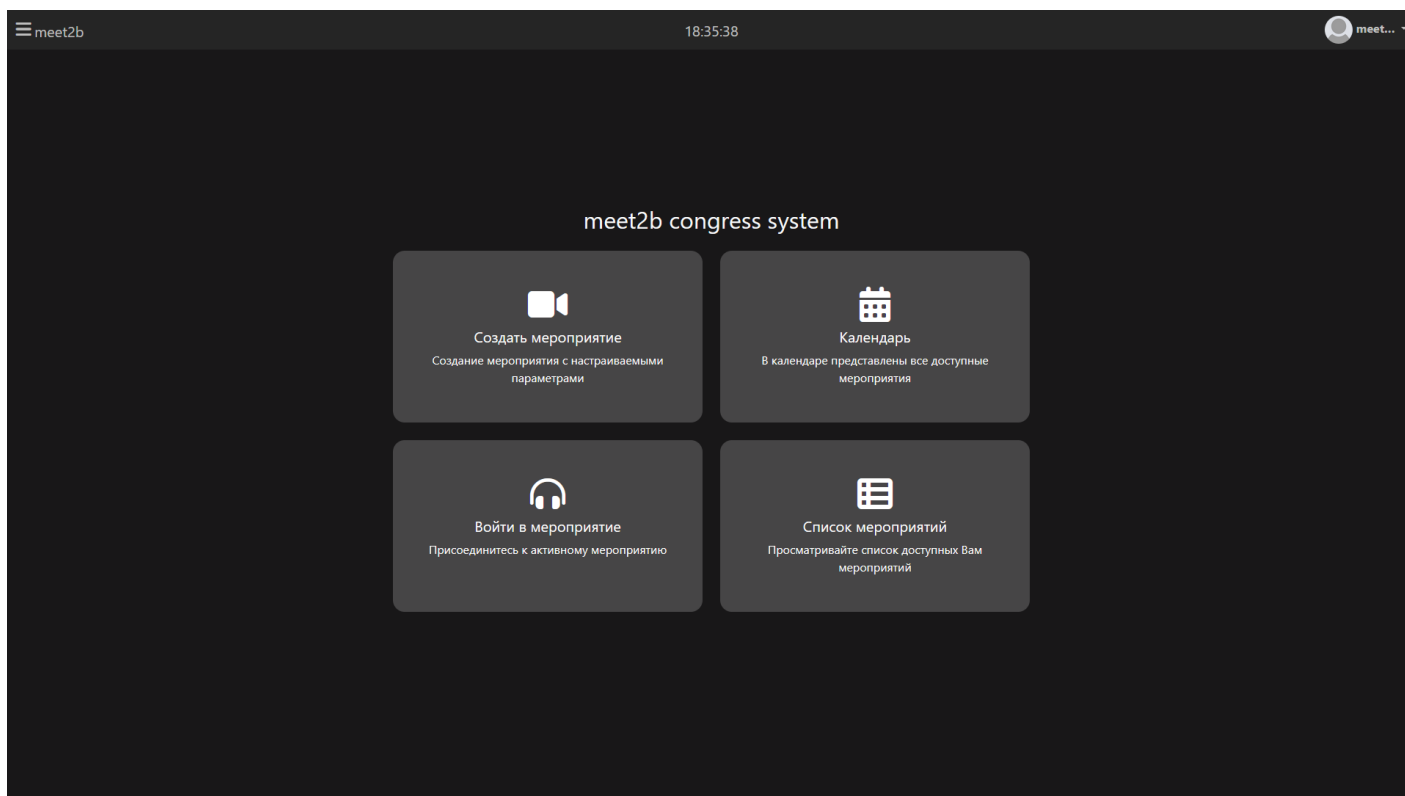 meet2b
18:35:38
meet...
meet2b congress system
Создать мероприятие
Создание мероприятия с настраиваемыми
параметрами
Календарь
В календаре представлены все доступные
мероприятия
Войти в мероприятие
Присоединитесь к активному мероприятию
Список мероприятий
Просматривайте список доступных Вам
мероприятий